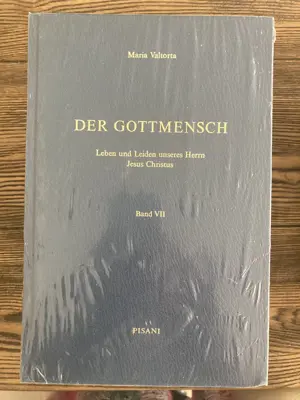 Maria Valtorta
DER GOTTMENSCH
Leben und Leiden unseres Herrn
Jesus Christus
Band VII
PISANI